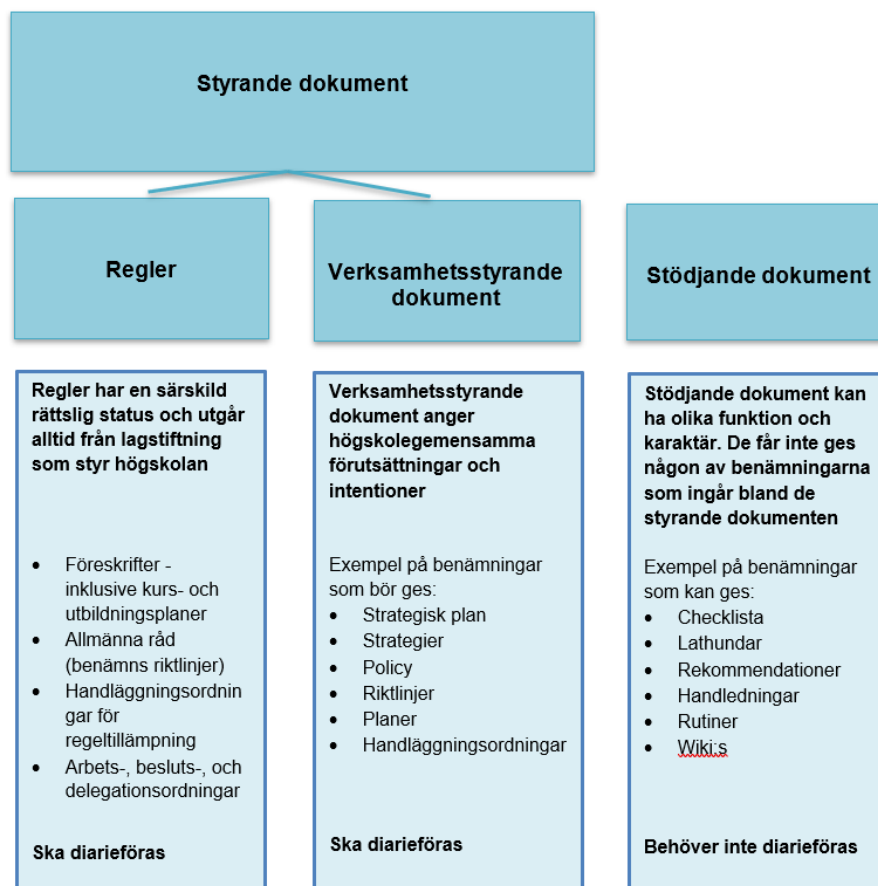 Styrande dokument
Regler
Verksamhetsstyrande
dokument
Stödjande dokument
Regler har en särskild
rättslig status och utgår
alltid från lagstiftning
som styr högskolan
• Föreskrifter -
inklusive kurs- och
utbildningsplaner
• Allmänna råd
(benämns riktlinjer)
• Handläggningsordnin
gar för
regeltillämpning
• Arbets-, besluts-, och
delegationsordningar
Ska diarieföras
Verksamhetsstyrande
dokument anger
högskolegemensamma
förutsättningar och
intentioner
Exempel på benämningar
som bör ges:
• Strategisk plan
• Strategier
• Policy
• Riktlinjer
• Planer
• Handläggningsordningar
Ska diarieföras
Stödjande dokument kan
ha olika funktion och
karaktär. De får inte ges
någon av benämningarna
som ingår bland de
styrande dokumenten
Exempel på benämningar
som kan ges:
• Checklista
• Lathundar
• Rekommendationer
• Handledningar
• Rutiner
• Wiki:s
Behöver inte diarieföras